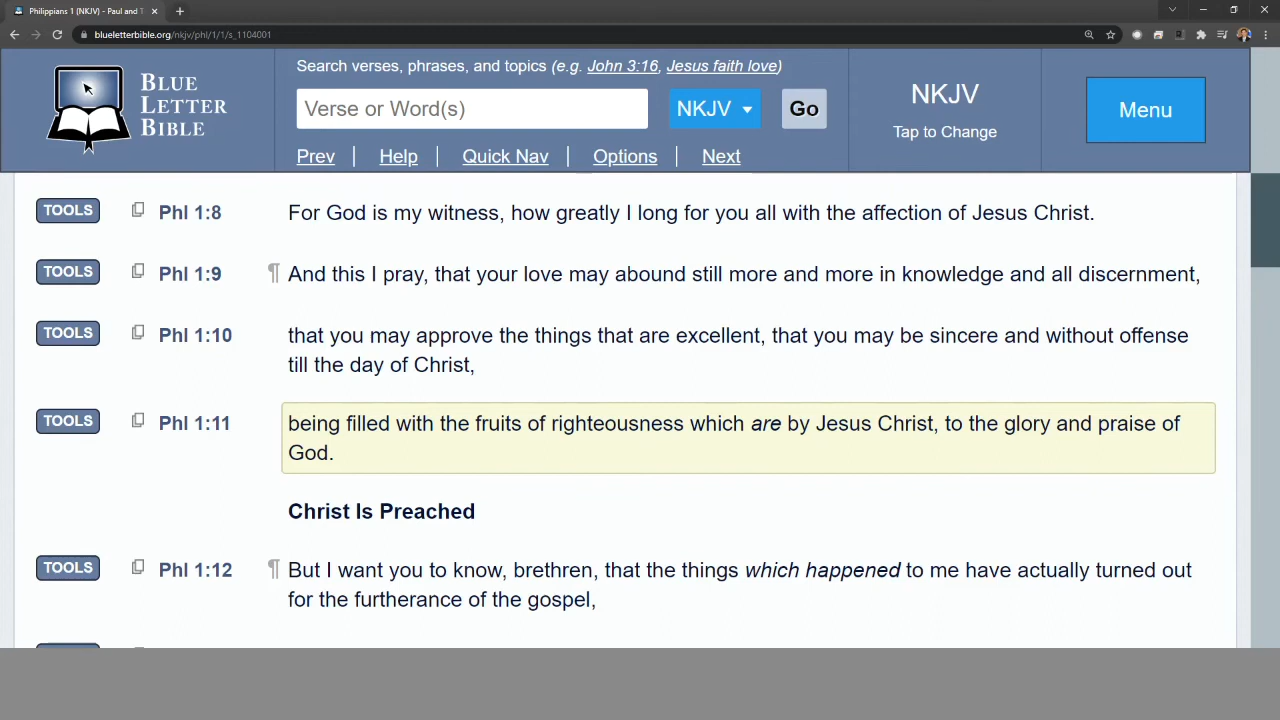 Philippians 1 (NKJV) - Paul and T
blueletterbible.org/nkjv/phl/1/1/s_1104001
BLUE
LETTER
BIBLE
Search verses, phrases, and topics (e.g. John 3:16, Jesus faith love)
Verse or Word(s)
NKJV
Go
Prev | Help | Quick Nav | Options | Next
NKJV
Tap to Change
Menu
TOOLS Phl 1:8 For God is my witness, how greatly I long for you all with the affection of Jesus Christ.
TOOLS Phl 1:9 ¶ And this I pray, that your love may abound still more and more in knowledge and all discernment,
TOOLS Phl 1:10 that you may approve the things that are excellent, that you may be sincere and without offense
till the day of Christ,
TOOLS Phl 1:11 being filled with the fruits of righteousness which are by Jesus Christ, to the glory and praise of
God.
Christ Is Preached
TOOLS Phl 1:12 ¶ But I want you to know, brethren, that the things which happened to me have actually turned out
for the furtherance of the gospel,